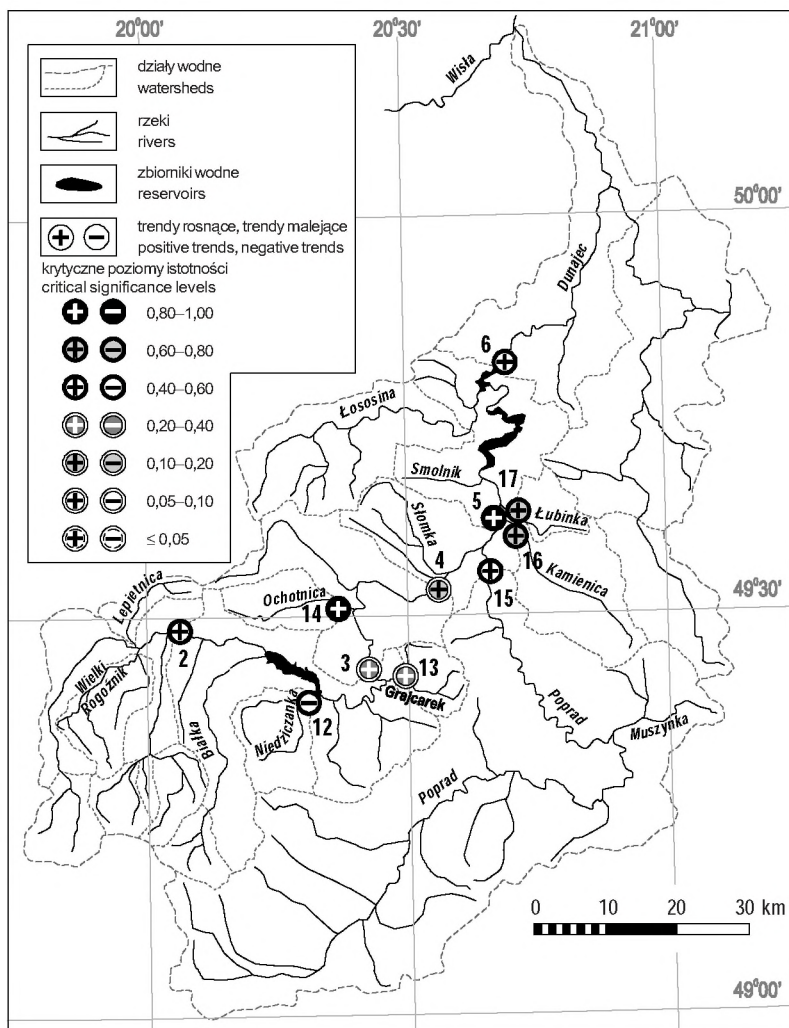 20°00'
20°30'
21°00'
działy wodne
watersheds
rzeki
rivers
zbiorniki wodne
reservoirs
trendy rosnące, trendy malejące
positive trends, negative trends
krytyczne poziomy istotności
critical significance levels
0,80–1,00
0,60–0,80
0,40–0,60
0,20–0,40
0,10–0,20
0,05–0,10
≤ 0,05
Wisła
50°00'
Dunajec
6
Łososina
Smolnik
17
5
Łubinka
Słomka
16
4
Kamienica
15
49°30'
Lepietnica
Ochotnica
14
2
3
13
Wielki
Rogoźnik
Grajcarek
Białka
Niedziczanka
12
Poprad
Muszynka
Poprad
0
10
20
30 km
49°00'